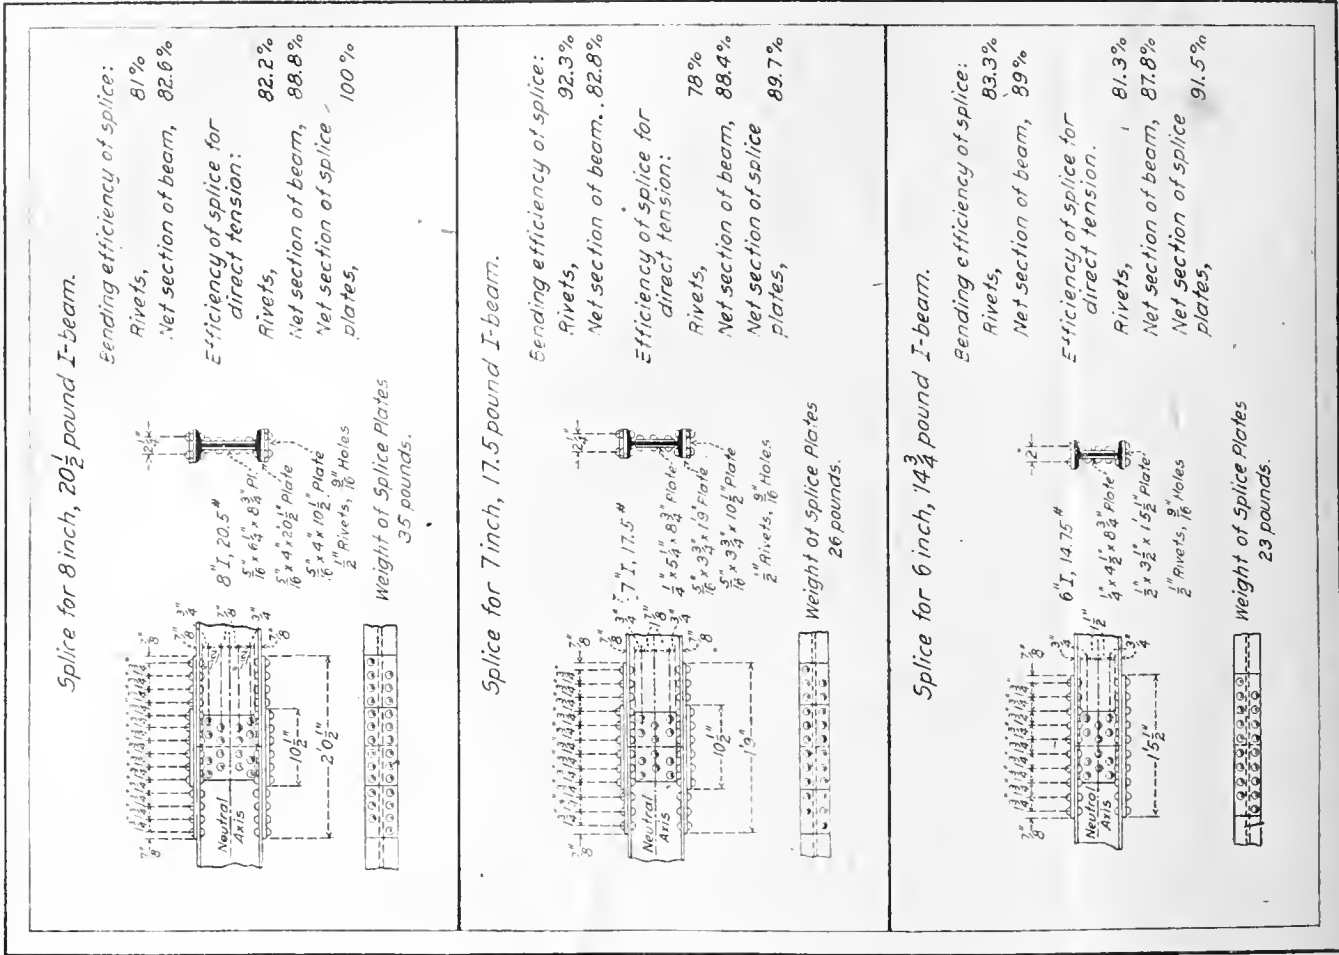 Splice for 8 inch, 20½ pound I-beam.
Bending efficiency of splice:
Rivets, 81%
Net section of beam, 82.6%
Efficiency of splice for
direct tension:
Rivets, 82.2%
Net section of beam, 88.8%
Net section of splice
plates, 100%
2¼"
8" I, 20.5#
5/16" x 6¼" x 8¾" Pl.
5/16" x 4" x 20½" Plate
5/16" x 4" x 10½" Plate
½" Rivets, 9/16" Holes
Weight of Splice Plates
35 pounds.
Neutral
Axis
10½"
2'0½"
Splice for 7 inch, 17.5 pound I-beam.
Bending efficiency of splice:
Rivets, 92.3%
Net section of beam. 82.8%
Efficiency of splice for
direct tension:
Rivets, 78%
Net section of beam, 88.4%
Net section of splice
plates, 89.7%
2¼"
7" I, 17.5#
¼" x 5¼" x 8¾" Plate
5/16" x 3¾" x 1'9" Plate
5/16" x 3¾" x 10½" Plate
½" Rivets, 9/16" Holes.
Weight of Splice Plates
26 pounds.
Neutral
Axis
10½"
1'9"
Splice for 6 inch, 14¾ pound I-beam.
Bending efficiency of splice:
Rivets, 83.3%
Net section of beam, 89%
Efficiency of splice for
direct tension.
Rivets, 81.3%
Net section of beam, 87.8%
Net section of splice
plates, 91.5%
2"
6" I, 14.75#
¼" x 4½" x 8¾" Plate
½" x 3½" x 1'5½" Plate
½" Rivets, 9/16" Holes
Weight of Splice Plates
23 pounds.
Neutral
Axis
1'5½"